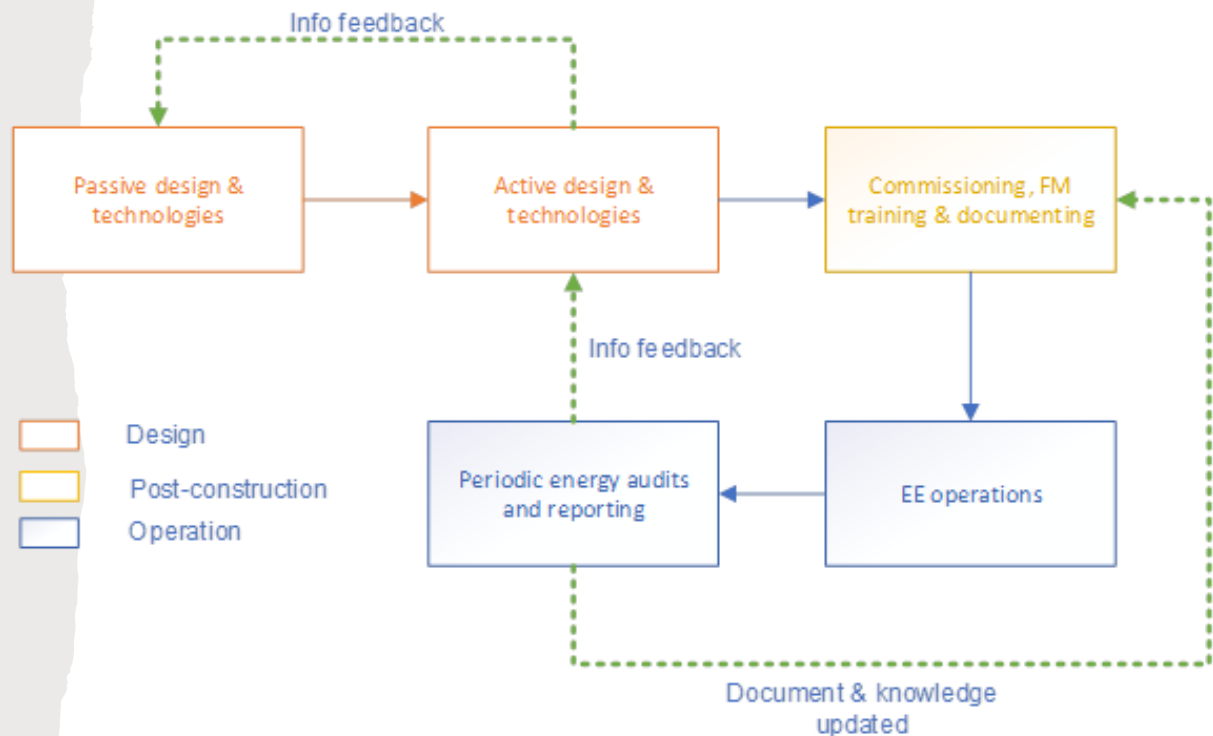 Info feedback
Passive design &
technologies
Active design &
technologies
Commissioning, FM
training & documenting
Info feedback
Design
Post-construction
Operation
Periodic energy audits
and reporting
EE operations
Document & knowledge
updated